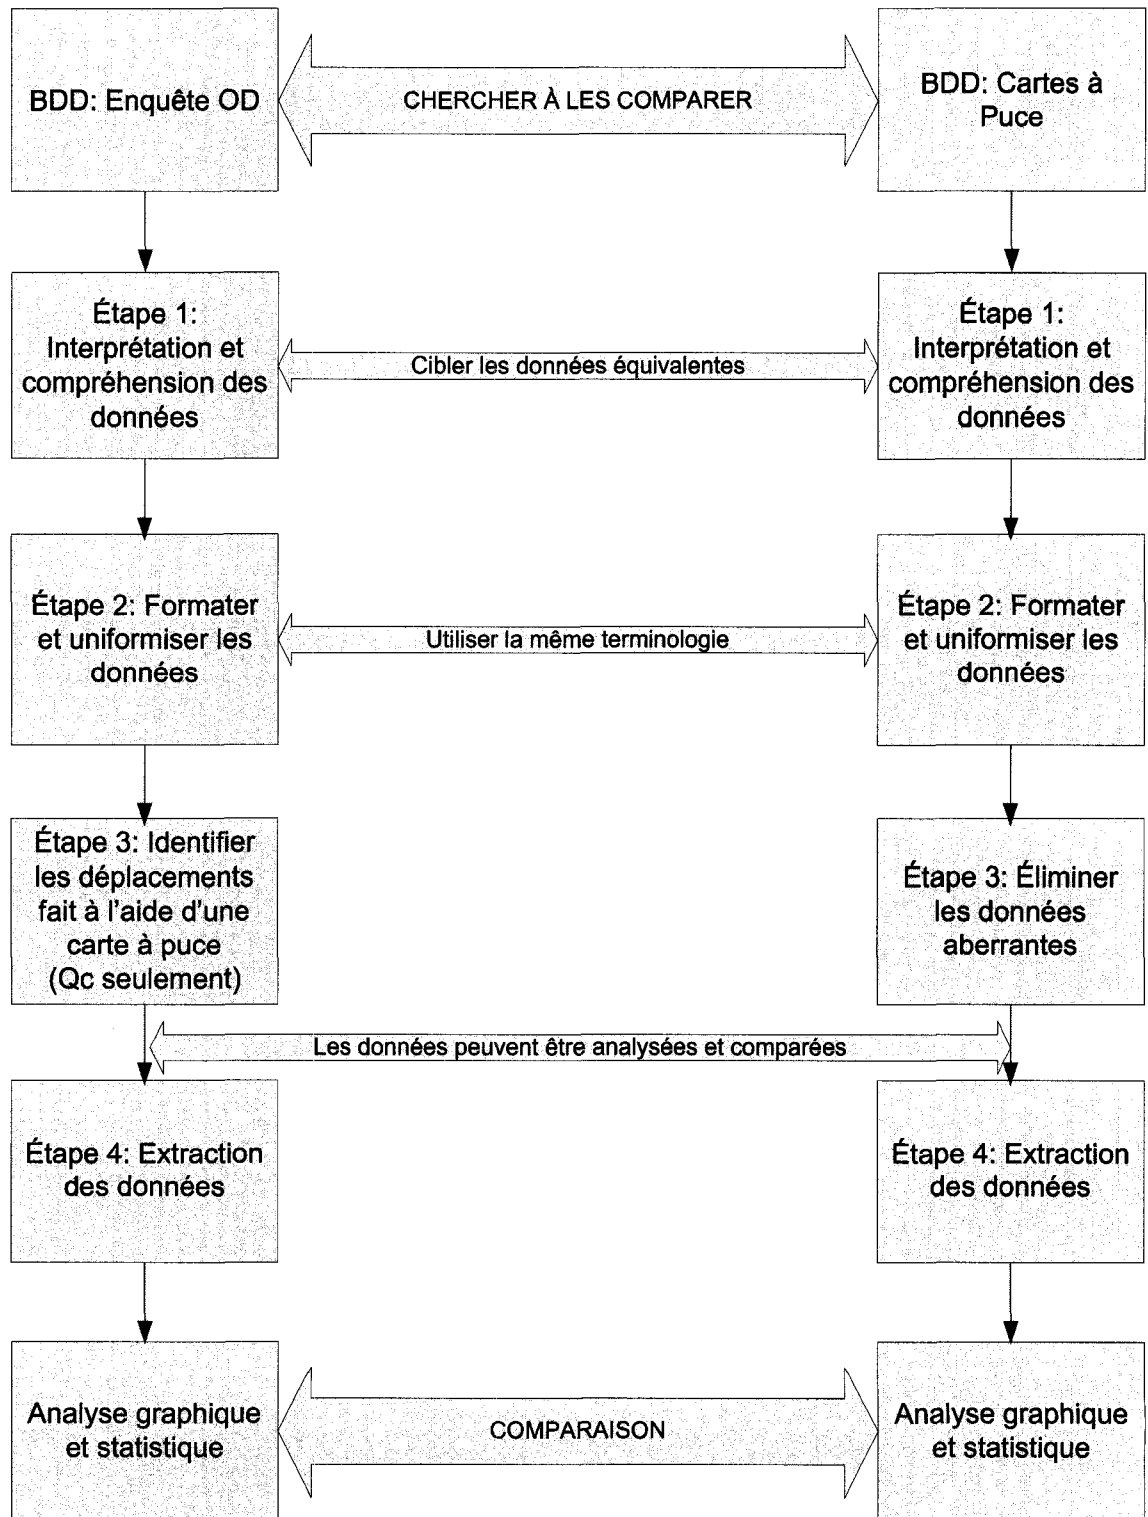 BDD: Enquête OD
CHERCHER À LES COMPARER
BDD: Cartes à
Puce
Étape 1:
Interprétation et
compréhension des
données
Cibler les données équivalentes
Étape 1:
Interprétation et
compréhension des
données
Étape 2: Formater
et uniformiser les
données
Utiliser la même terminologie
Étape 2: Formater
et uniformiser les
données
Étape 3: Identifier
les déplacements
fait à l'aide d'une
carte à puce
(Qc seulement)
Étape 3: Éliminer
les données
aberrantes
Les données peuvent être analysées et comparées
Étape 4: Extraction
des données
Étape 4: Extraction
des données
Analyse graphique
et statistique
COMPARAISON
Analyse graphique
et statistique